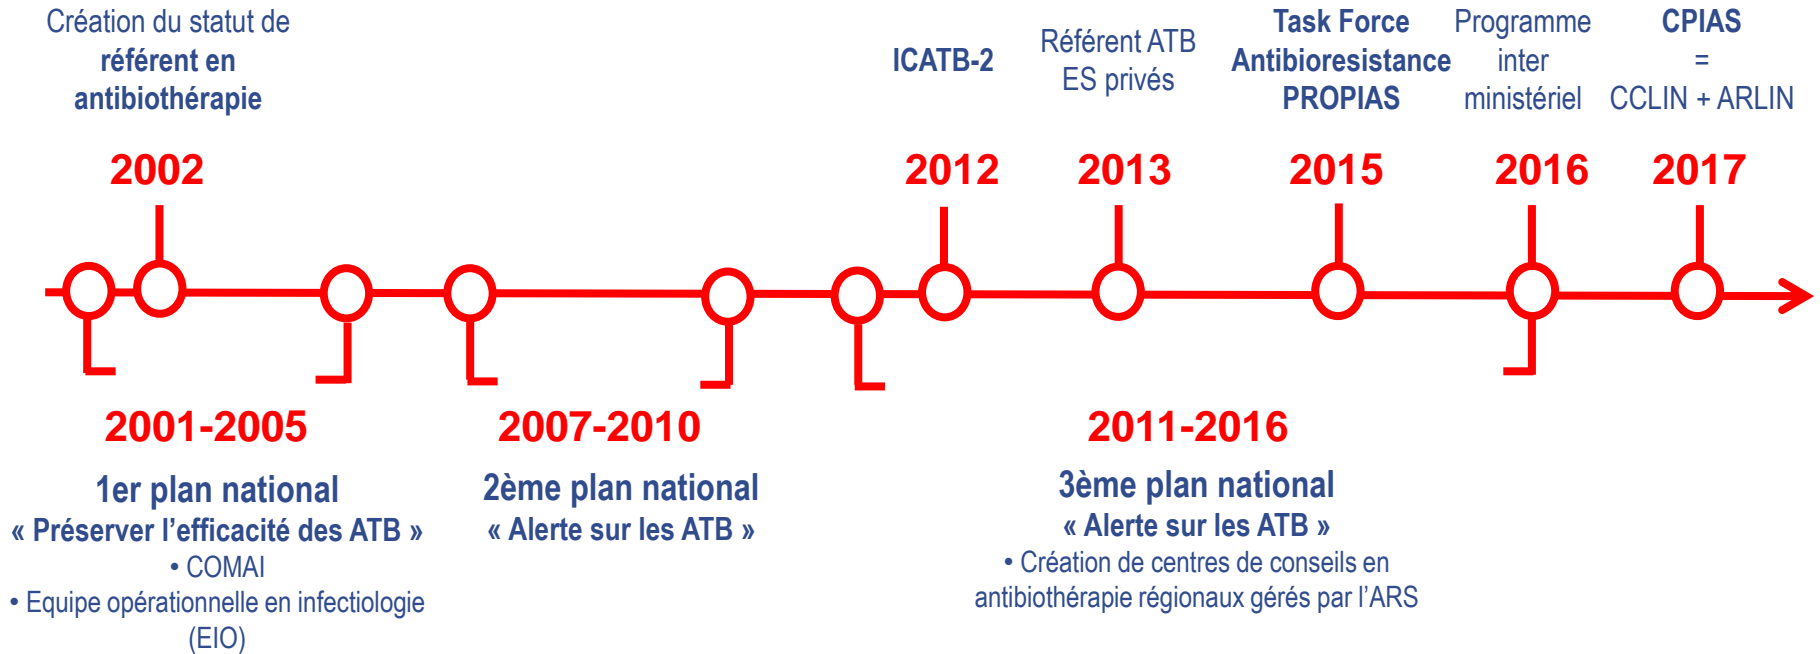 Création du statut de
référent en
antibiothérapie
2002
ICATB-2
2012
Référent ATB
ES privés
2013
Task Force
Antibioresistance
PROPIAS
2015
Programme
inter
ministériel
2016
CPIAS
=
CCLIN + ARLIN
2017
2001-2005
1er plan national
« Préserver l’efficacité des ATB »
• COMAI
• Equipe opérationnelle en infectiologie
(EIO)
2007-2010
2ème plan national
« Alerte sur les ATB »
2011-2016
3ème plan national
« Alerte sur les ATB »
• Création de centres de conseils en
antibiothérapie régionaux gérés par l’ARS